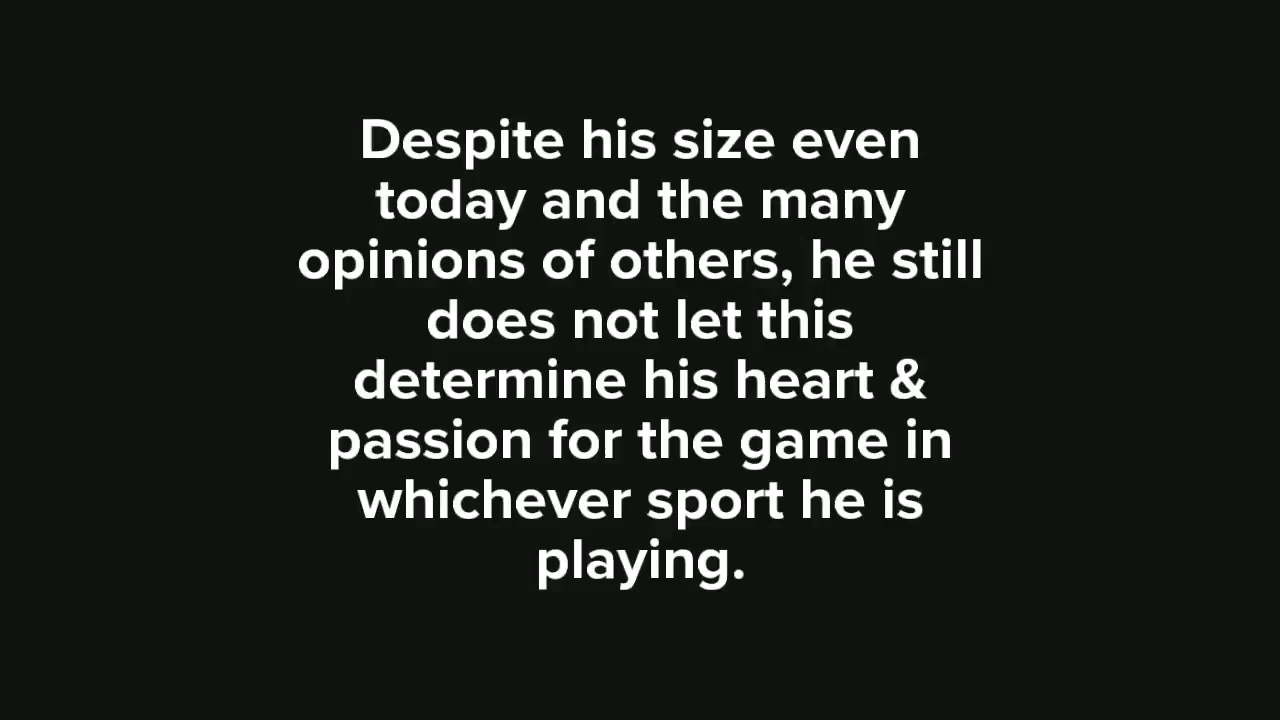 Despite his size even
today and the many
opinions of others, he still
does not let this
determine his heart &
passion for the game in
whichever sport he is
playing.